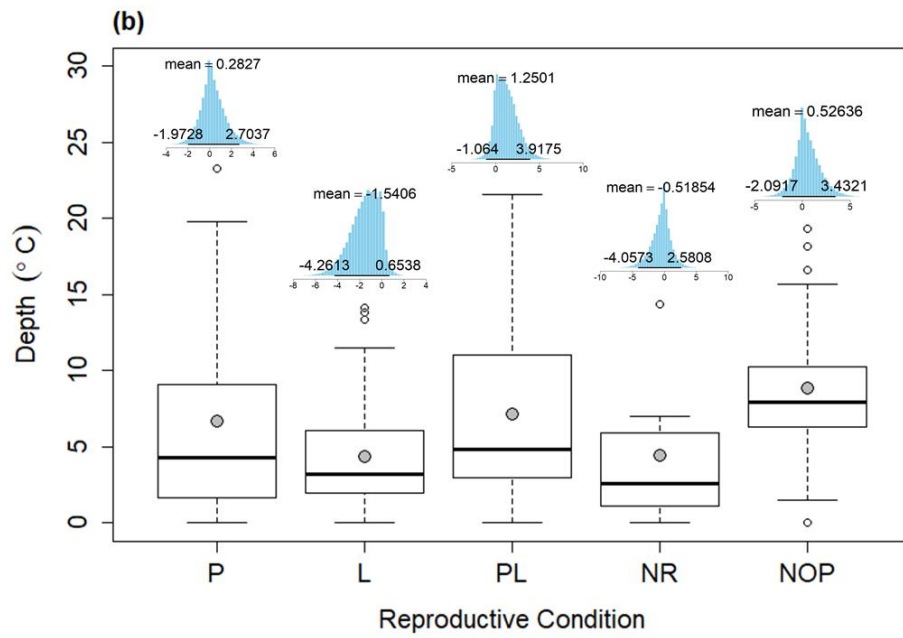 (b)
Depth (° C)
30
25
20
15
10
5
0
mean = 0.2827
-1.9728 2.7037
-4 -2 0 2 4 6
mean = -1.5406
-4.2613 0.6538
-8 -6 -4 -2 0 2 4
mean = 1.2501
-1.064 3.9175
-5 0 5 10
mean = -0.51854
-4.0573 2.5808
-10 -5 0 5 10
mean = 0.52636
-2.0917 3.4321
-5 0 5
P L PL NR NOP
Reproductive Condition